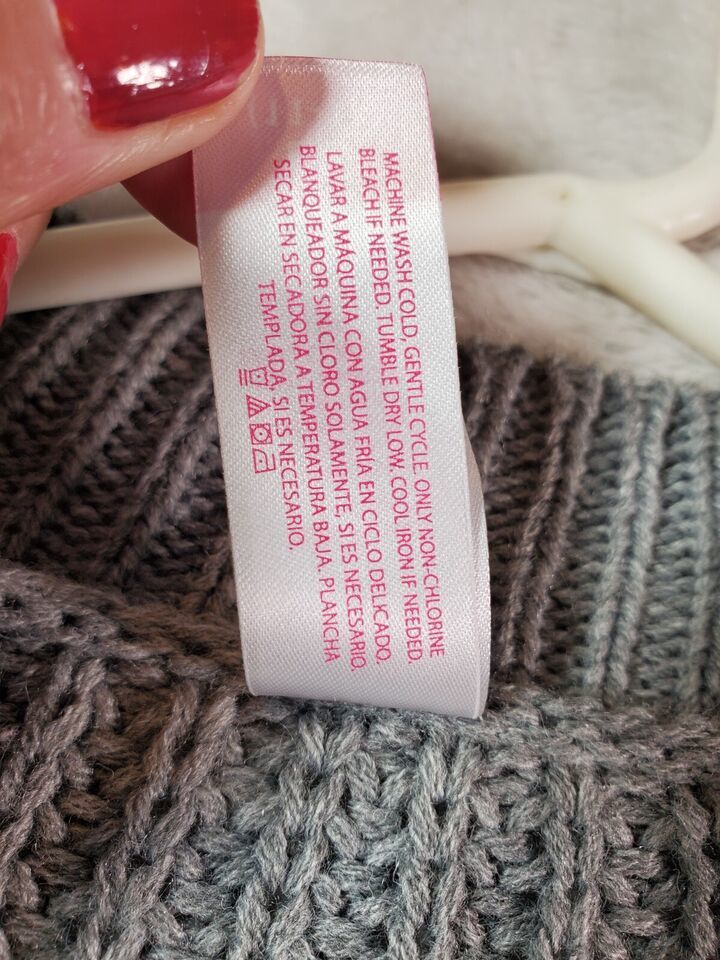 MACHINE WASH COLD, GENTLE CYCLE. ONLY NON-CHLORINE
BLEACH IF NEEDED. TUMBLE DRY LOW. COOL IRON IF NEEDED.
LAVAR A MÁQUINA CON AGUA FRÍA EN CICLO DELICADO.
BLANQUEADOR SIN CLORO SOLAMENTE, SI ES NECESARIO.
SECAR EN SECADORA A TEMPERATURA BAJA. PLANCHA
TEMPLADA, SI ES NECESARIO.